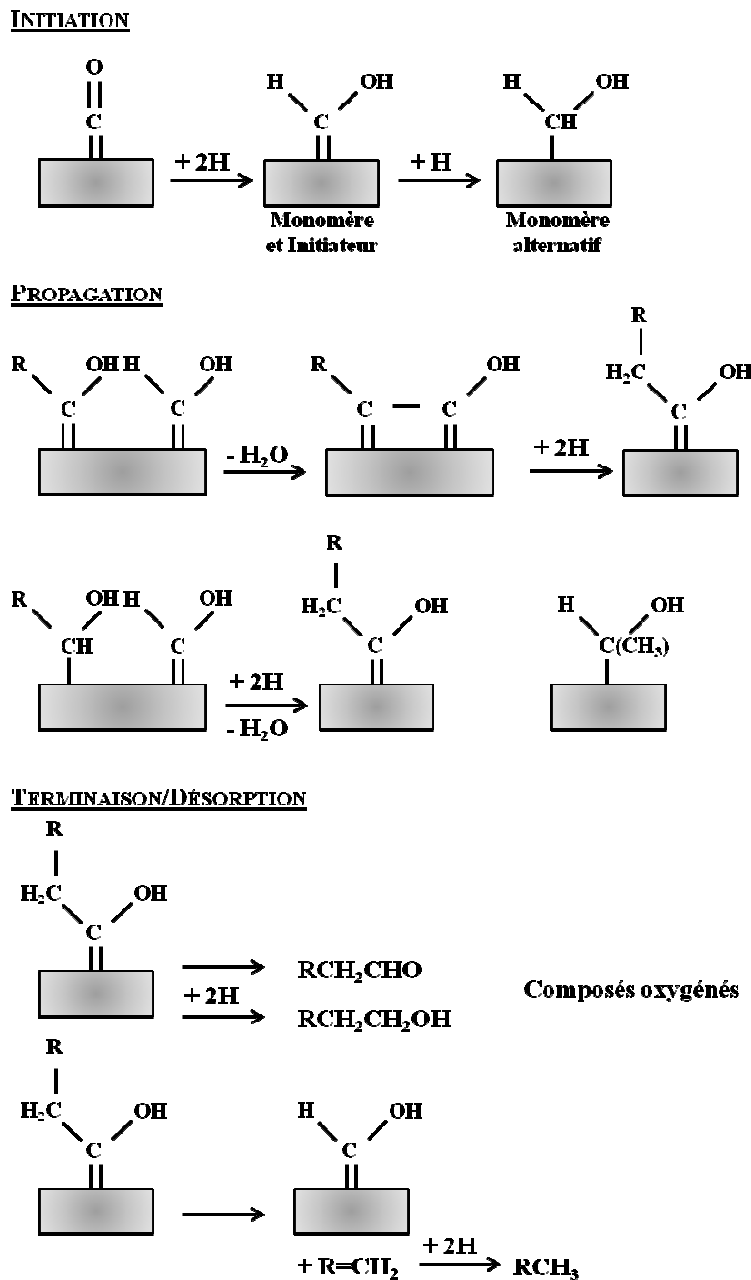 INITIATION
O
H OH H OH
C C CH
+ 2H + H
Monomère Monomère
et Initiateur alternatif
PROPAGATION
R
R OH H OH R OH H₂C OH
C C C C C
- H₂O + 2H
R
R OH H OH H₂C OH H OH
CH C C C(CH₃)
+ 2H
- H₂O
TERMINAISON/DÉSORPTION
R
H₂C OH
C
RCH₂CHO
+ 2H Composés oxygénés
RCH₂CH₂OH
R
H₂C OH H OH
C C
+ R=CH₂ + 2H RCH₃